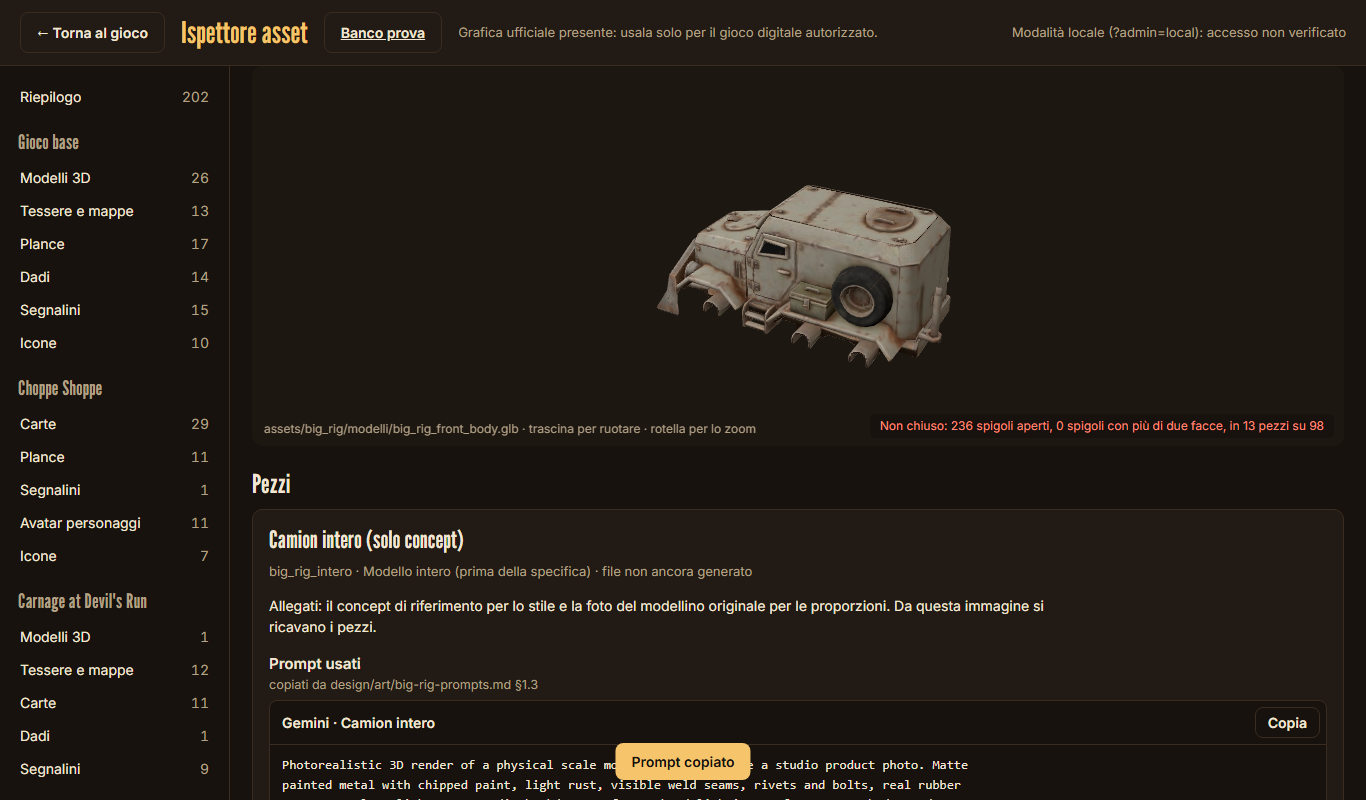 ← Torna al gioco
Ispettore asset
Banco prova
Grafica ufficiale presente: usala solo per il gioco digitale autorizzato.
Modalità locale (?admin=local): accesso non verificato
Riepilogo 202
Gioco base
Modelli 3D 26
Tessere e mappe 13
Plance 17
Dadi 14
Segnalini 15
Icone 10
Choppe Shoppe
Carte 29
Plance 11
Segnalini 1
Avatar personaggi 11
Icone 7
Carnage at Devil's Run
Modelli 3D 1
Tessere e mappe 12
Carte 11
Dadi 1
Segnalini 9
assets/big_rig/modelli/big_rig_front_body.glb · trascina per ruotare · rotella per lo zoom
Non chiuso: 236 spigoli aperti, 0 spigoli con più di due facce, in 13 pezzi su 98
Pezzi
Camion intero (solo concept)
big_rig_intero · Modello intero (prima della specifica) · file non ancora generato
Allegati: il concept di riferimento per lo stile e la foto del modellino originale per le proporzioni. Da questa immagine si
ricavano i pezzi.
Prompt usati
copiati da design/art/big-rig-prompts.md §1.3
Gemini · Camion intero
Copia
Photorealistic 3D render of a physical scale mo
e a studio product photo. Matte
painted metal with chipped paint, light rust, visible weld seams, rivets and bolts, real rubber
Prompt copiato